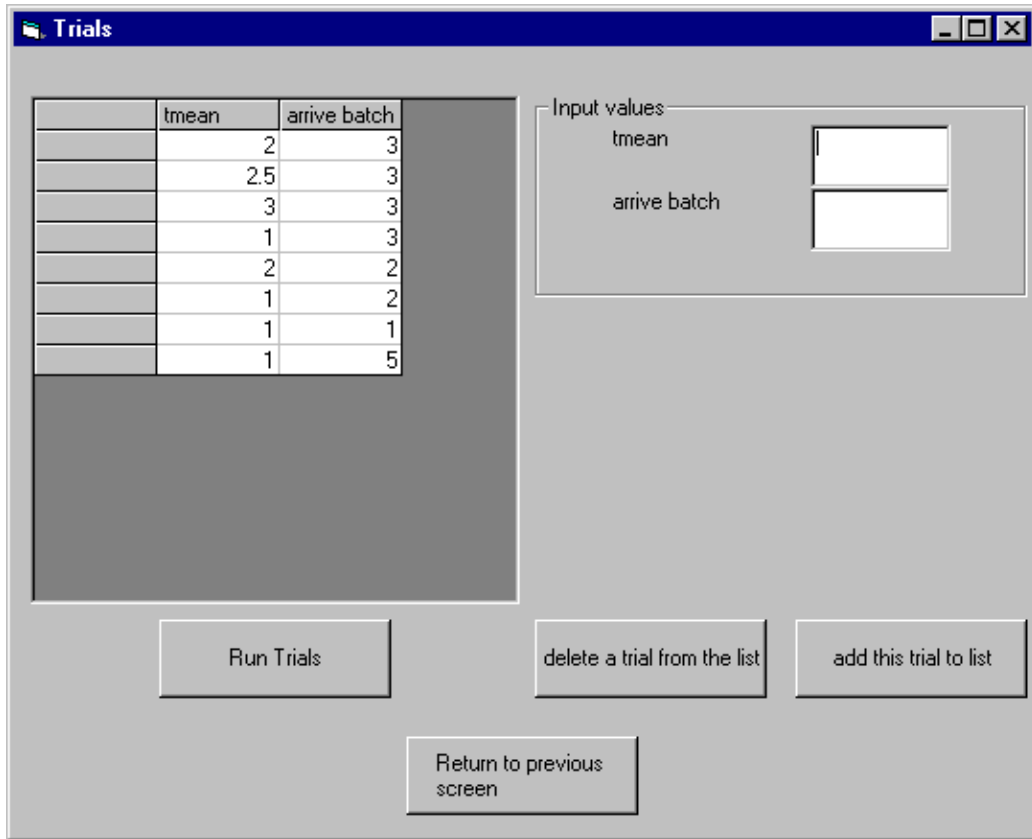 Trials
tmean arrive batch
2 3
2.5 3
3 3
1 3
2 2
1 2
1 1
1 5
Input values
tmean
arrive batch
Run Trials
delete a trial from the list
add this trial to list
Return to previous
screen